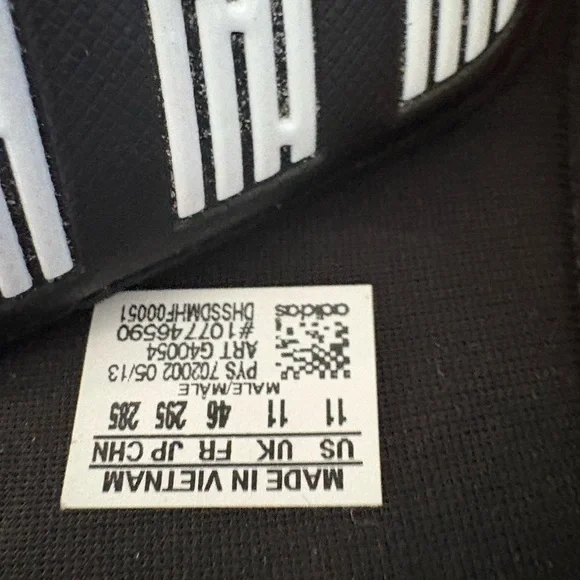 MADE IN VIETNAM
US UK FR JP CHN
11 11 46 295 285
MALE/MÂLE
PYS 702002 05/13
ART G40054
#107746590
DHSSDMHF00051
adidas